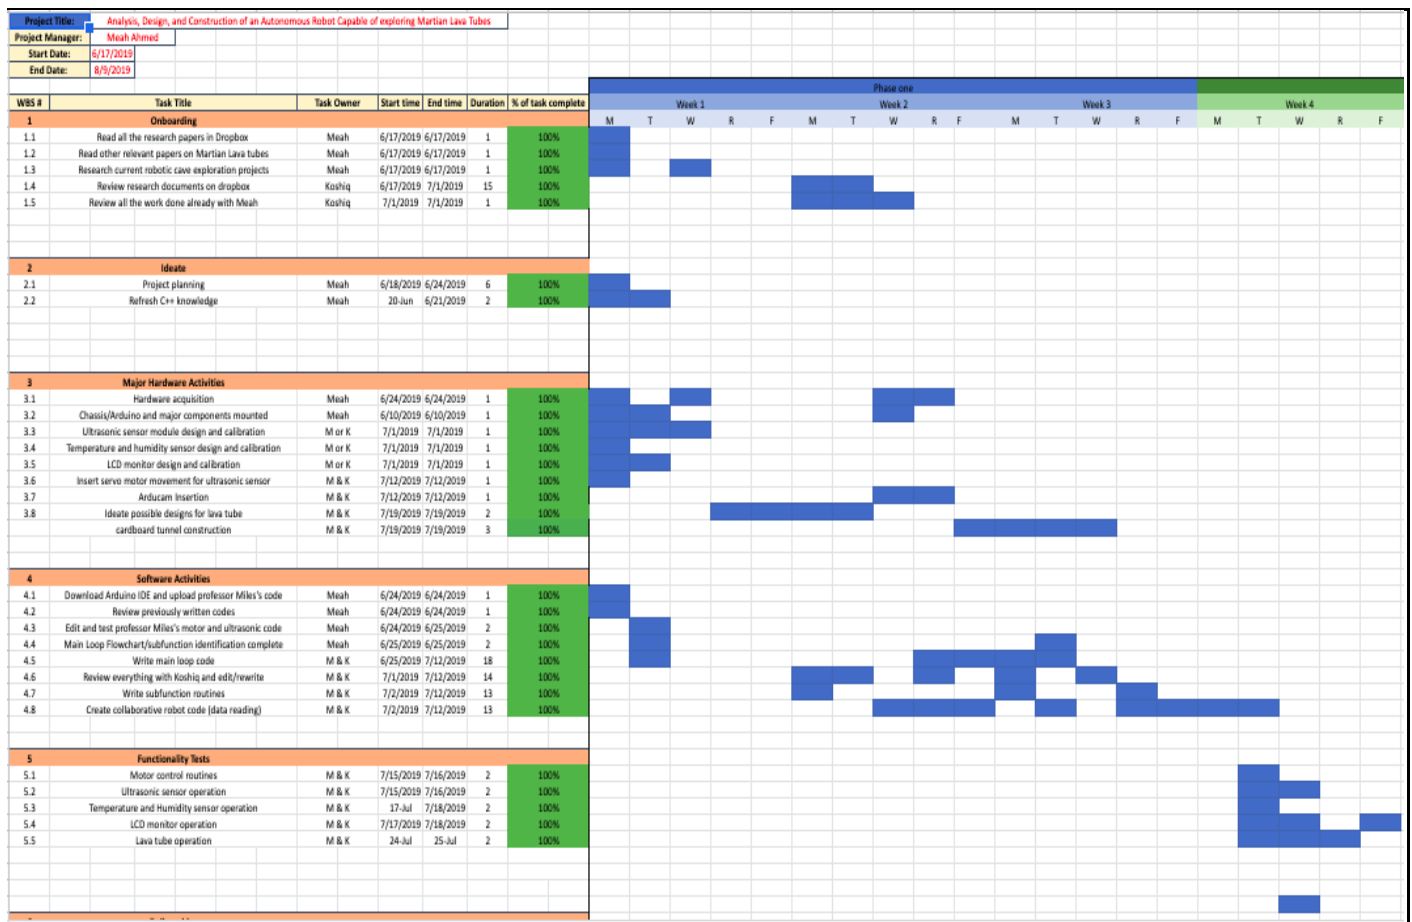 Project Title: Analysis, Design, and Construction of an Autonomous Robot Capable of exploring Martian Lava Tubes
Project Manager: Meah Ahmed
Start Date: 6/17/2019
End Date: 8/9/2019
Phase one
WBS # Task Title Task Owner Start time End time Duration % of task complete Week 1 Week 2 Week 3 Week 4
1 Onboarding M T W R F M T W R F M T W R F M T W R F
1.1 Read all the research papers in Dropbox Meah 6/17/2019 6/17/2019 1 100%
1.2 Read other relevant papers on Martian Lava tubes Meah 6/17/2019 6/17/2019 1 100%
1.3 Research current robotic cave exploration projects Meah 6/17/2019 6/17/2019 1 100%
1.4 Review research documents on dropbox Koshiq 6/17/2019 7/1/2019 15 100%
1.5 Review all the work done already with Meah Koshiq 7/1/2019 7/1/2019 1 100%
2 Ideate
2.1 Project planning Meah 6/18/2019 6/24/2019 6 100%
2.2 Refresh C++ knowledge Meah 20-Jun 6/21/2019 2 100%
3 Major Hardware Activities
3.1 Hardware acquisition Meah 6/24/2019 6/24/2019 1 100%
3.2 Chassis/Arduino and major components mounted Meah 6/10/2019 6/10/2019 1 100%
3.3 Ultrasonic sensor module design and calibration M or K 7/1/2019 7/1/2019 1 100%
3.4 Temperature and humidity sensor design and calibration M or K 7/1/2019 7/1/2019 1 100%
3.5 LCD monitor design and calibration M or K 7/1/2019 7/1/2019 1 100%
3.6 Insert servo motor movement for ultrasonic sensor M & K 7/12/2019 7/12/2019 1 100%
3.7 Arducam Insertion M & K 7/12/2019 7/12/2019 1 100%
3.8 Ideate possible designs for lava tube M & K 7/19/2019 7/19/2019 2 100%
cardboard tunnel construction M & K 7/19/2019 7/19/2019 3 100%
4 Software Activities
4.1 Download Arduino IDE and upload professor Miles's code Meah 6/24/2019 6/24/2019 1 100%
4.2 Review previously written codes Meah 6/24/2019 6/24/2019 1 100%
4.3 Edit and test professor Miles's motor and ultrasonic code Meah 6/24/2019 6/25/2019 2 100%
4.4 Main Loop Flowchart/subfunction identification complete Meah 6/25/2019 6/25/2019 2 100%
4.5 Write main loop code M & K 6/25/2019 7/12/2019 18 100%
4.6 Review everything with Koshiq and edit/rewrite M & K 7/1/2019 7/12/2019 14 100%
4.7 Write subfunction routines M & K 7/2/2019 7/12/2019 13 100%
4.8 Create collaborative robot code (data reading) M & K 7/2/2019 7/12/2019 13 100%
5 Functionality Tests
5.1 Motor control routines M & K 7/15/2019 7/16/2019 2 100%
5.2 Ultrasonic sensor operation M & K 7/15/2019 7/16/2019 2 100%
5.3 Temperature and Humidity sensor operation M & K 17-Jul 7/18/2019 2 100%
5.4 LCD monitor operation M & K 7/17/2019 7/18/2019 2 100%
5.5 Lava tube operation M & K 24-Jul 25-Jul 2 100%